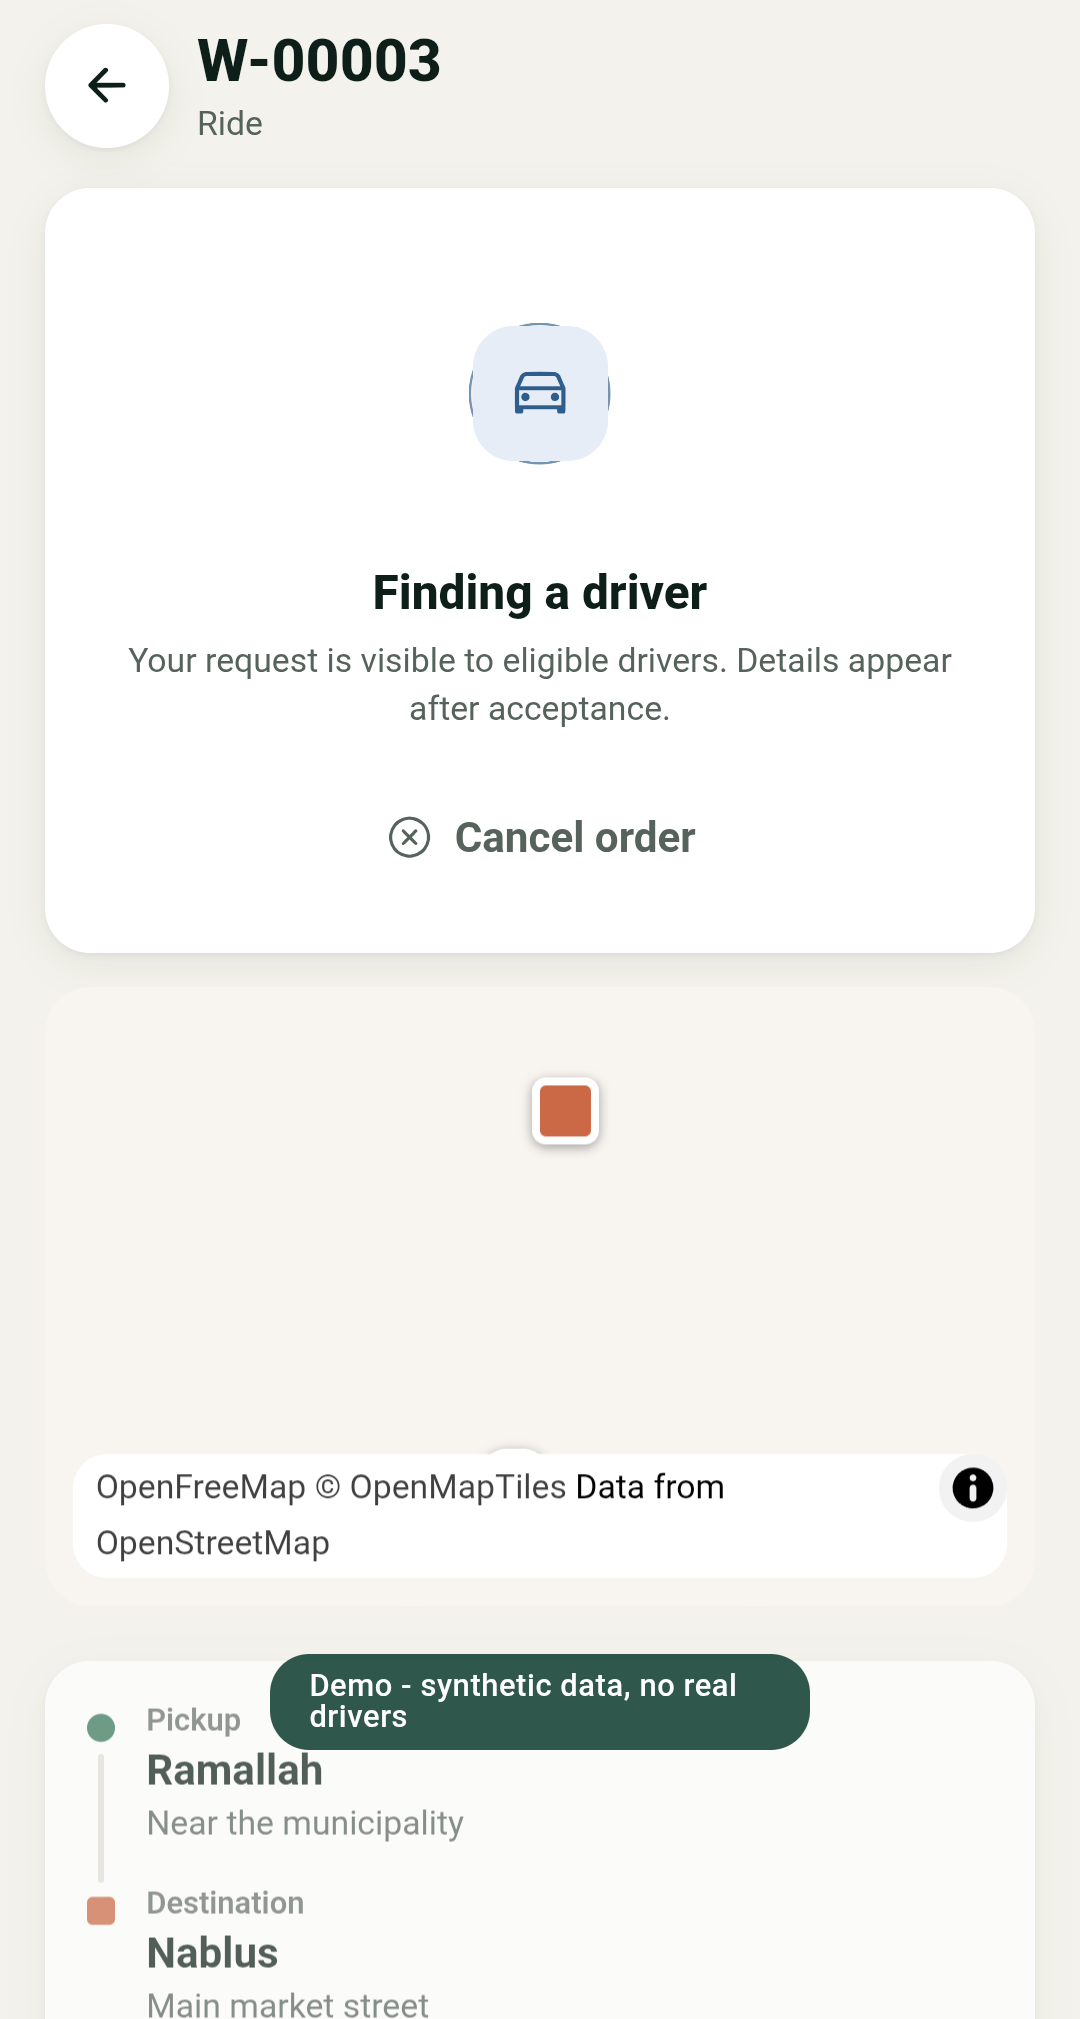 W-00003
Ride
Finding a driver
Your request is visible to eligible drivers. Details appear
after acceptance.
Cancel order
OpenFreeMap © OpenMapTiles Data from
OpenStreetMap
Demo - synthetic data, no real
drivers
Pickup
Ramallah
Near the municipality
Destination
Nablus
Main market street